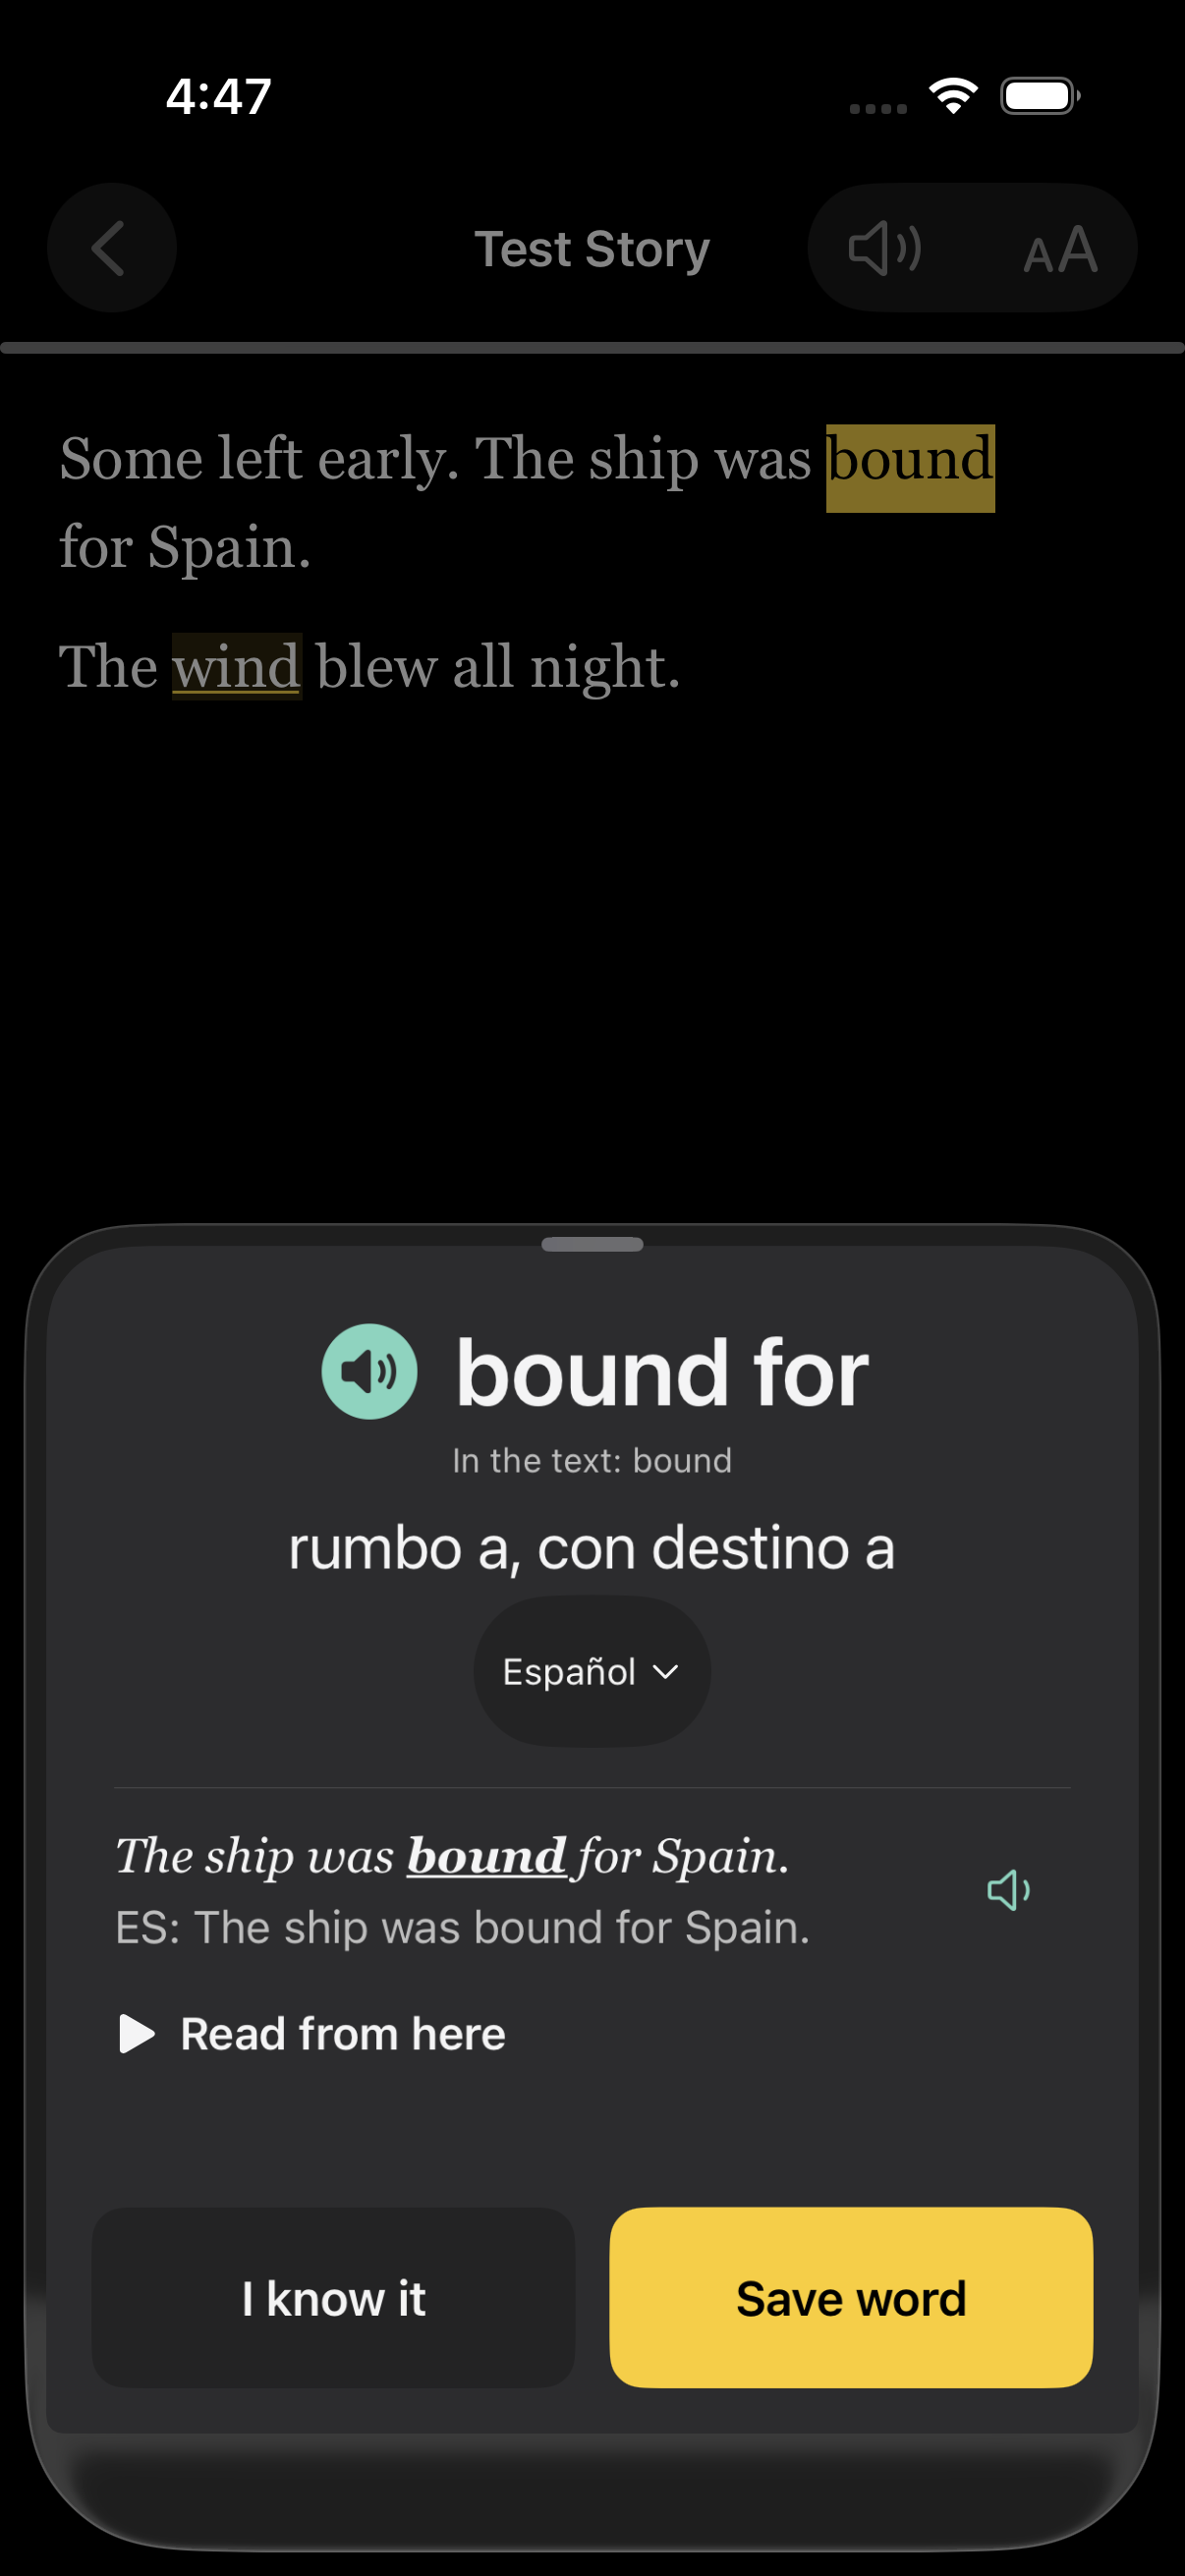 4:47
Test Story
AA
Some left early. The ship was bound
for Spain.
The wind blew all night.
bound for
In the text: bound
rumbo a, con destino a
Español
The ship was bound for Spain.
ES: The ship was bound for Spain.
Read from here
I know it
Save word